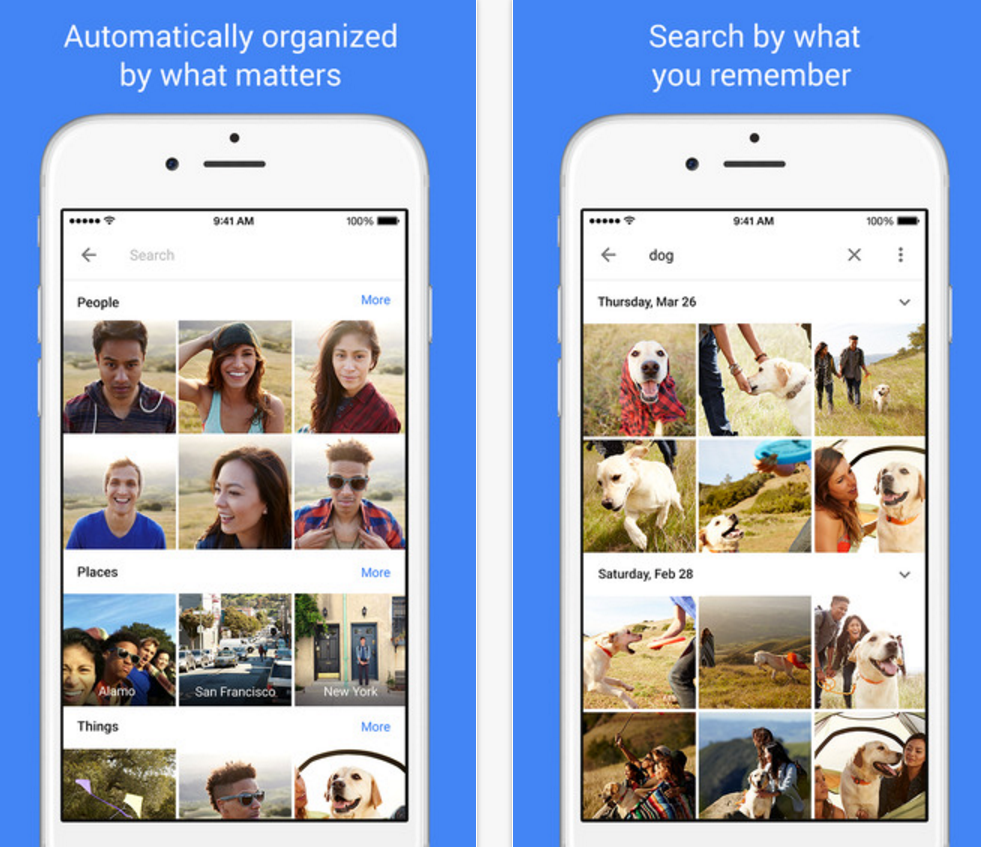 Automatically organized
by what matters
9:41 AM
100%
Search
People
More
Places
More
Alamo
San Francisco
New York
Things
More
Search by what
you remember
9:41 AM
100%
dog
Thursday, Mar 26
Saturday, Feb 28